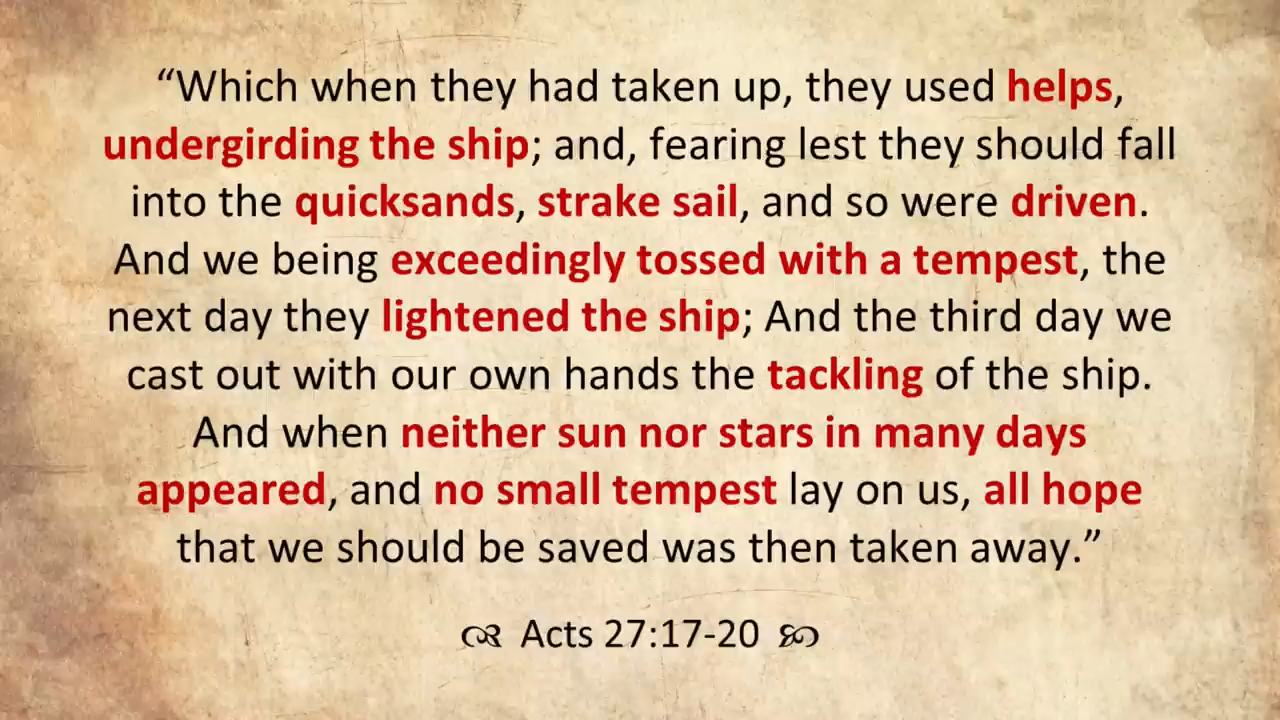 “Which when they had taken up, they used helps,
undergirding the ship; and, fearing lest they should fall
into the quicksands, strake sail, and so were driven.
And we being exceedingly tossed with a tempest, the
next day they lightened the ship; And the third day we
cast out with our own hands the tackling of the ship.
And when neither sun nor stars in many days
appeared, and no small tempest lay on us, all hope
that we should be saved was then taken away.”
Acts 27:17-20